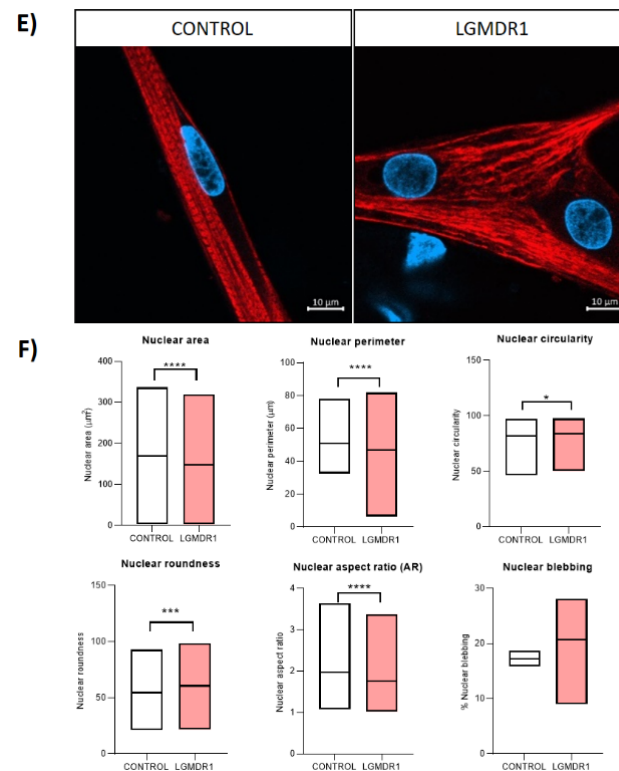 E)
CONTROL
LGMDR1
10 µm
10 µm
F)
Nuclear area
Nuclear area (µm²)
400
300
200
100
0
****
CONTROL LGMDR1
Nuclear perimeter
Nuclear perimeter (µm)
100
80
60
40
20
0
****
CONTROL LGMDR1
Nuclear circularity
Nuclear circularity
150
100
50
0
*
CONTROL LGMDR1
Nuclear roundness
Nuclear roundness
150
100
50
0
***
CONTROL LGMDR1
Nuclear aspect ratio (AR)
Nuclear aspect ratio
4
3
2
1
0
****
CONTROL LGMDR1
Nuclear blebbing
% Nuclear blebbing
30
20
10
0
CONTROL LGMDR1